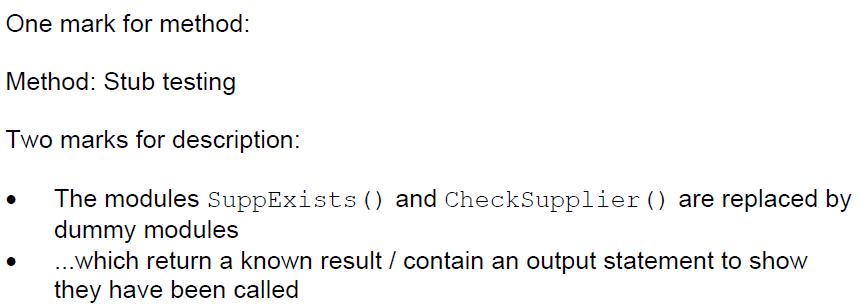 One mark for method:
Method: Stub testing
Two marks for description:
• The modules SuppExists() and CheckSupplier() are replaced by
dummy modules
• ...which return a known result / contain an output statement to show
they have been called